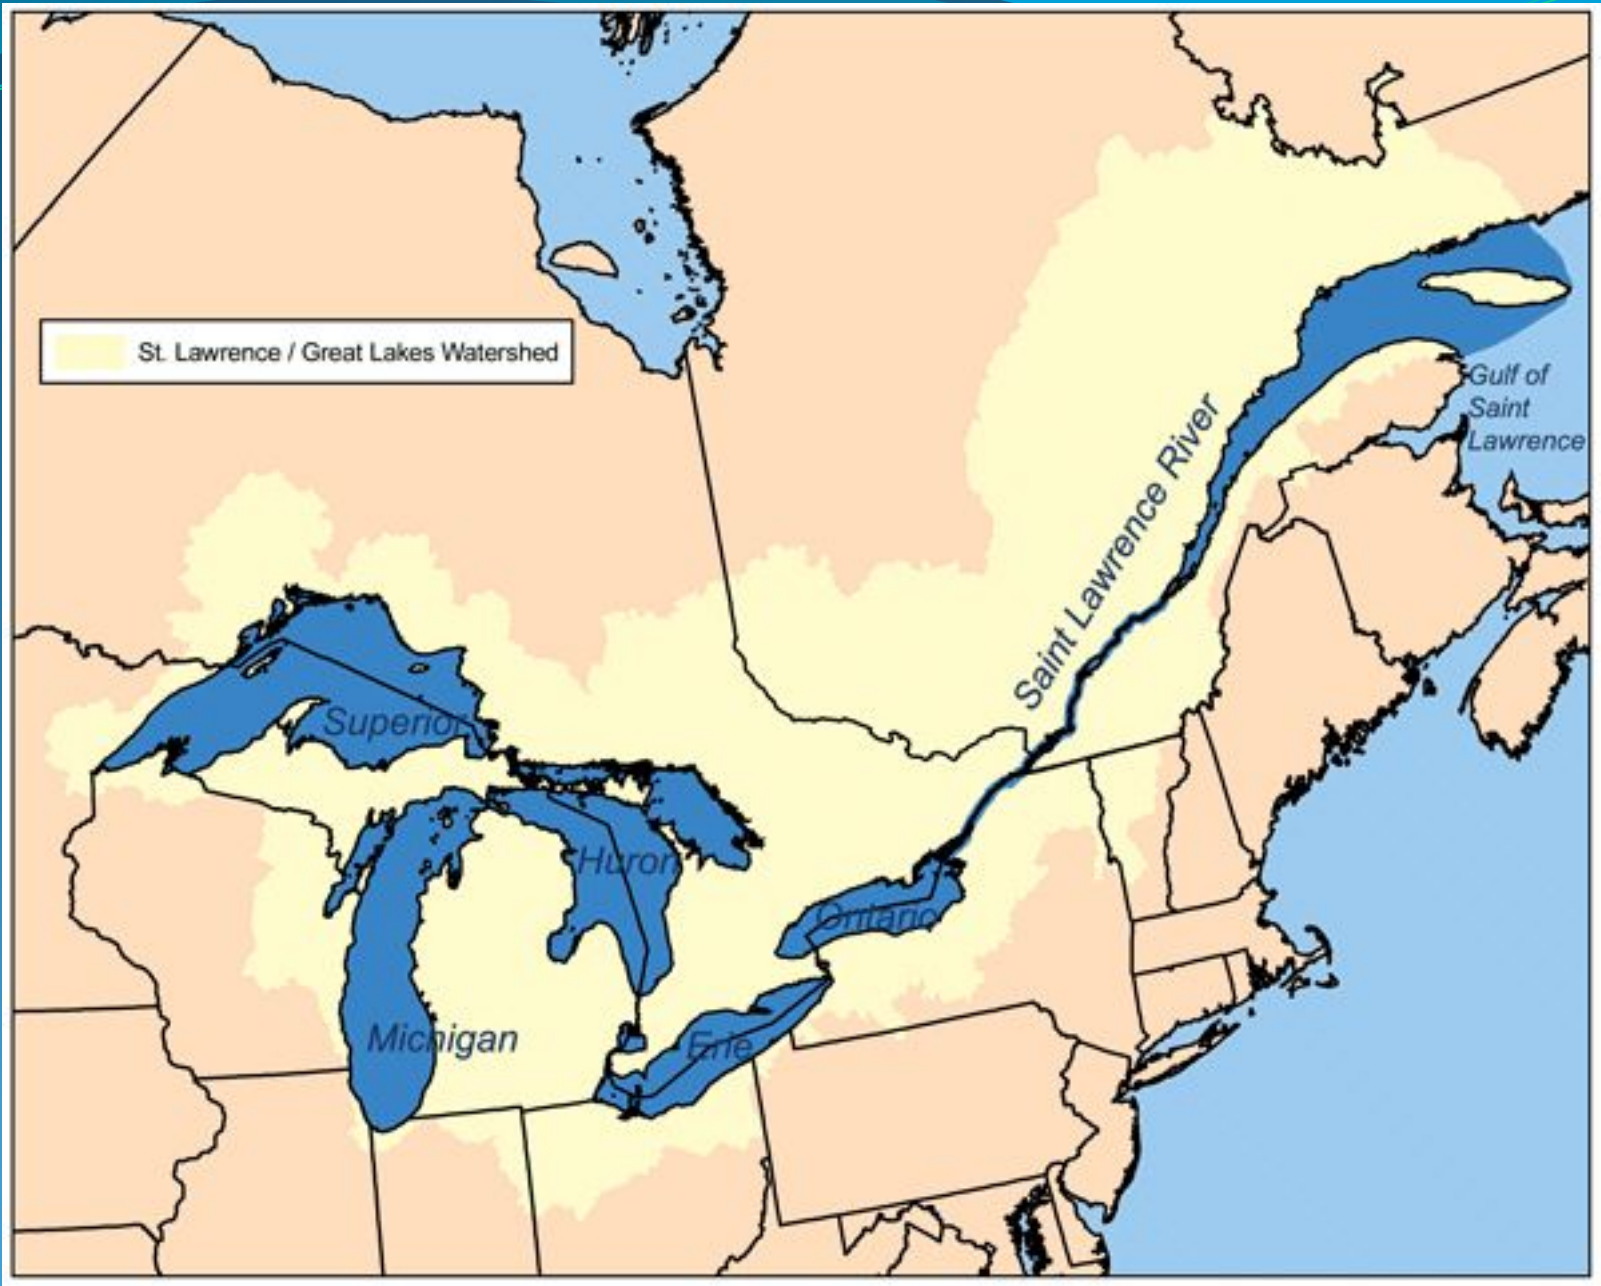 St. Lawrence / Great Lakes Watershed
Gulf of
Saint
Lawrence
Saint Lawrence River
Superior
Huron
Ontario
Michigan
Erie